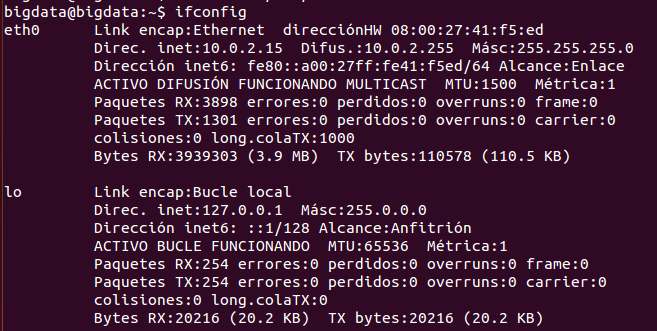 bigdata@bigdata:~$ ifconfig
eth0      Link encap:Ethernet  direcciónHW 08:00:27:41:f5:ed
          Direc. inet:10.0.2.15  Difus.:10.0.2.255  Másc:255.255.255.0
          Dirección inet6: fe80::a00:27ff:fe41:f5ed/64 Alcance:Enlace
          ACTIVO DIFUSIÓN FUNCIONANDO MULTICAST  MTU:1500  Métrica:1
          Paquetes RX:3898 errores:0 perdidos:0 overruns:0 frame:0
          Paquetes TX:1301 errores:0 perdidos:0 overruns:0 carrier:0
          colisiones:0 long.colaTX:1000
          Bytes RX:3939303 (3.9 MB)  TX bytes:110578 (110.5 KB)

lo        Link encap:Bucle local
          Direc. inet:127.0.0.1  Másc:255.0.0.0
          Dirección inet6: ::1/128 Alcance:Anfitrión
          ACTIVO BUCLE FUNCIONANDO  MTU:65536  Métrica:1
          Paquetes RX:254 errores:0 perdidos:0 overruns:0 frame:0
          Paquetes TX:254 errores:0 perdidos:0 overruns:0 carrier:0
          colisiones:0 long.colaTX:0
          Bytes RX:20216 (20.2 KB)  TX bytes:20216 (20.2 KB)